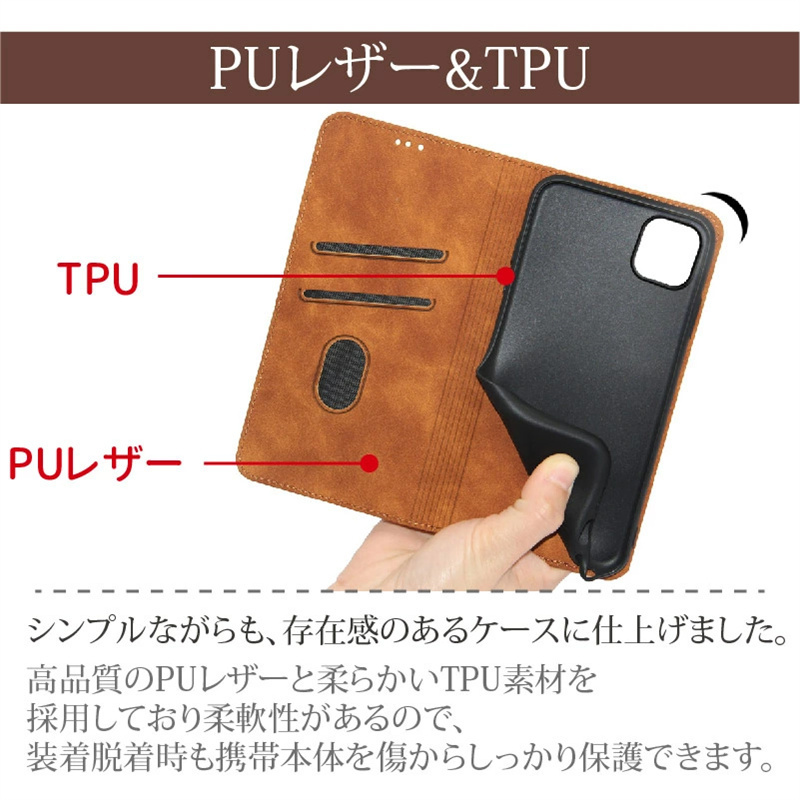 PUレザー&TPU
TPU
PUレザー
シンプルながらも、存在感のあるケースに仕上げました。
高品質のPUレザーと柔らかいTPU素材を
採用しており柔軟性があるので、
装着脱着時も携帯本体を傷からしっかり保護できます。